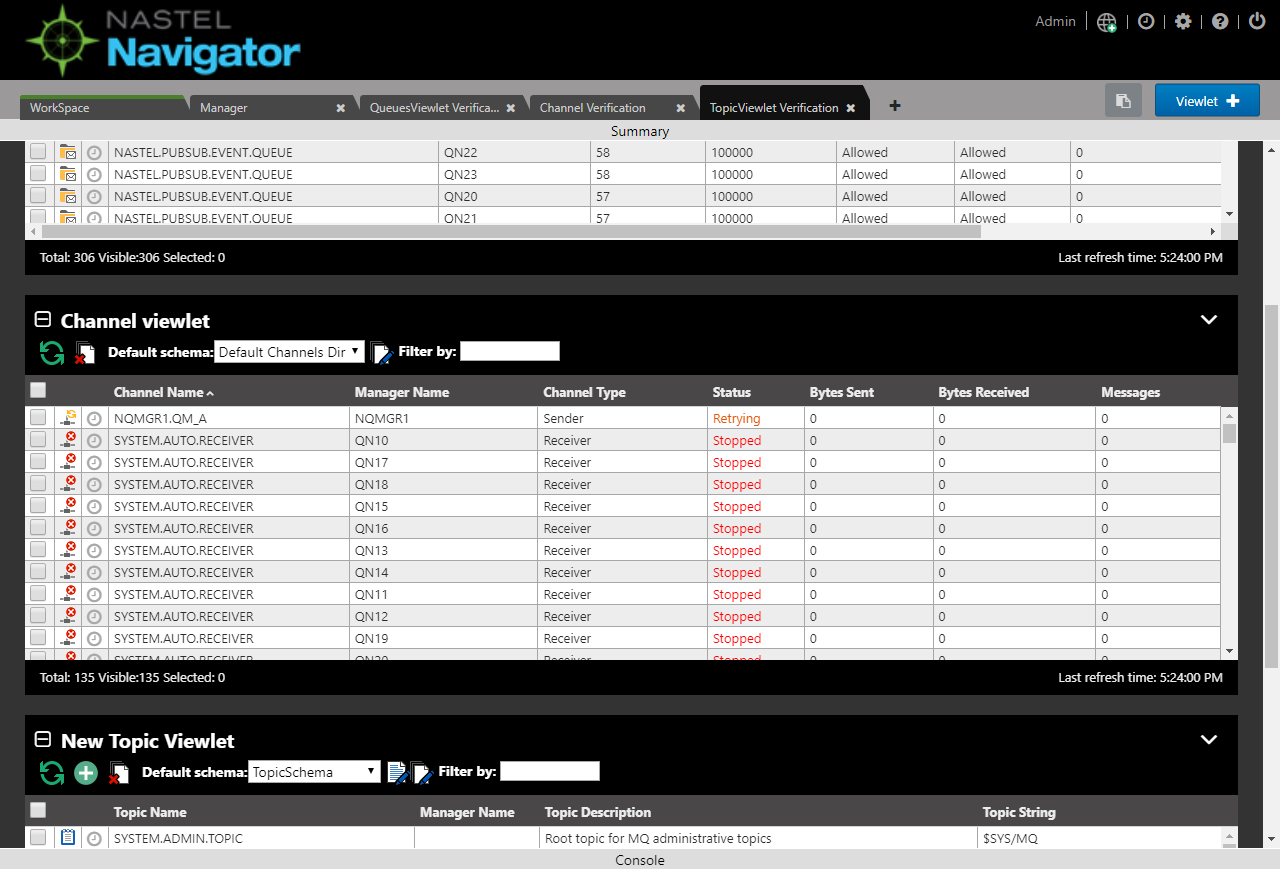 NASTEL
Navigator
Admin
WorkSpace Manager QueuesViewlet Verifica... Channel Verification TopicViewlet Verification Viewlet
Summary
NASTEL.PUBSUB.EVENT.QUEUE QN22 58 100000 Allowed Allowed 0
NASTEL.PUBSUB.EVENT.QUEUE QN23 58 100000 Allowed Allowed 0
NASTEL.PUBSUB.EVENT.QUEUE QN20 57 100000 Allowed Allowed 0
NASTEL.PUBSUB.EVENT.QUEUE QN21 57 100000 Allowed Allowed 0
Total: 306 Visible:306 Selected: 0 Last refresh time: 5:24:00 PM
Channel viewlet
Default schema: Default Channels Dir Filter by:
Channel Name Manager Name Channel Type Status Bytes Sent Bytes Received Messages
NQMGR1.QM_A NQMGR1 Sender Retrying 0 0 0
SYSTEM.AUTO.RECEIVER QN10 Receiver Stopped 0 0 0
SYSTEM.AUTO.RECEIVER QN17 Receiver Stopped 0 0 0
SYSTEM.AUTO.RECEIVER QN18 Receiver Stopped 0 0 0
SYSTEM.AUTO.RECEIVER QN15 Receiver Stopped 0 0 0
SYSTEM.AUTO.RECEIVER QN16 Receiver Stopped 0 0 0
SYSTEM.AUTO.RECEIVER QN13 Receiver Stopped 0 0 0
SYSTEM.AUTO.RECEIVER QN14 Receiver Stopped 0 0 0
SYSTEM.AUTO.RECEIVER QN11 Receiver Stopped 0 0 0
SYSTEM.AUTO.RECEIVER QN12 Receiver Stopped 0 0 0
SYSTEM.AUTO.RECEIVER QN19 Receiver Stopped 0 0 0
SYSTEM.AUTO.RECEIVER QN20 Receiver Stopped 0 0 0
Total: 135 Visible:135 Selected: 0 Last refresh time: 5:24:00 PM
New Topic Viewlet
Default schema: TopicSchema Filter by:
Topic Name Manager Name Topic Description Topic String
SYSTEM.ADMIN.TOPIC Root topic for MQ administrative topics $SYS/MQ
Console